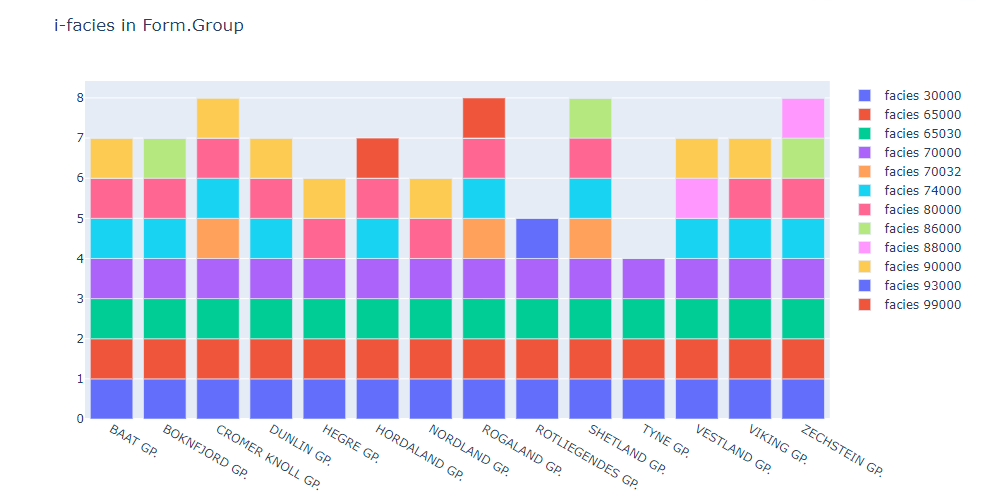 i-facies in Form.Group
8
7
6
5
4
3
2
1
0
BAAT GP.
BOKNFJORD GP.
CROMER KNOLL GP.
DUNLIN GP.
HEGRE GP.
HORDALAND GP.
NORDLAND GP.
ROGALAND GP.
ROTLIEGENDES GP.
SHETLAND GP.
TYNE GP.
VESTLAND GP.
VIKING GP.
ZECHSTEIN GP.
facies 30000
facies 65000
facies 65030
facies 70000
facies 70032
facies 74000
facies 80000
facies 86000
facies 88000
facies 90000
facies 93000
facies 99000